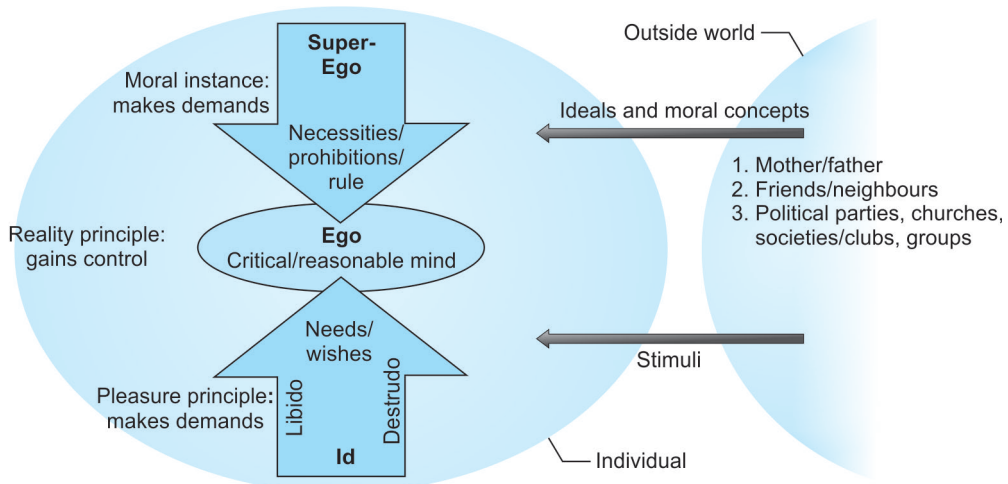 Super-
Ego
Moral instance:
makes demands
Necessities/
prohibitions/
rule
Reality principle:
gains control
Ego
Critical/reasonable mind
Needs/
wishes
Pleasure principle:
makes demands
Libido
Destrudo
Id
Outside world
Ideals and moral concepts
1. Mother/father
2. Friends/neighbours
3. Political parties, churches,
societies/clubs, groups
Stimuli
Individual